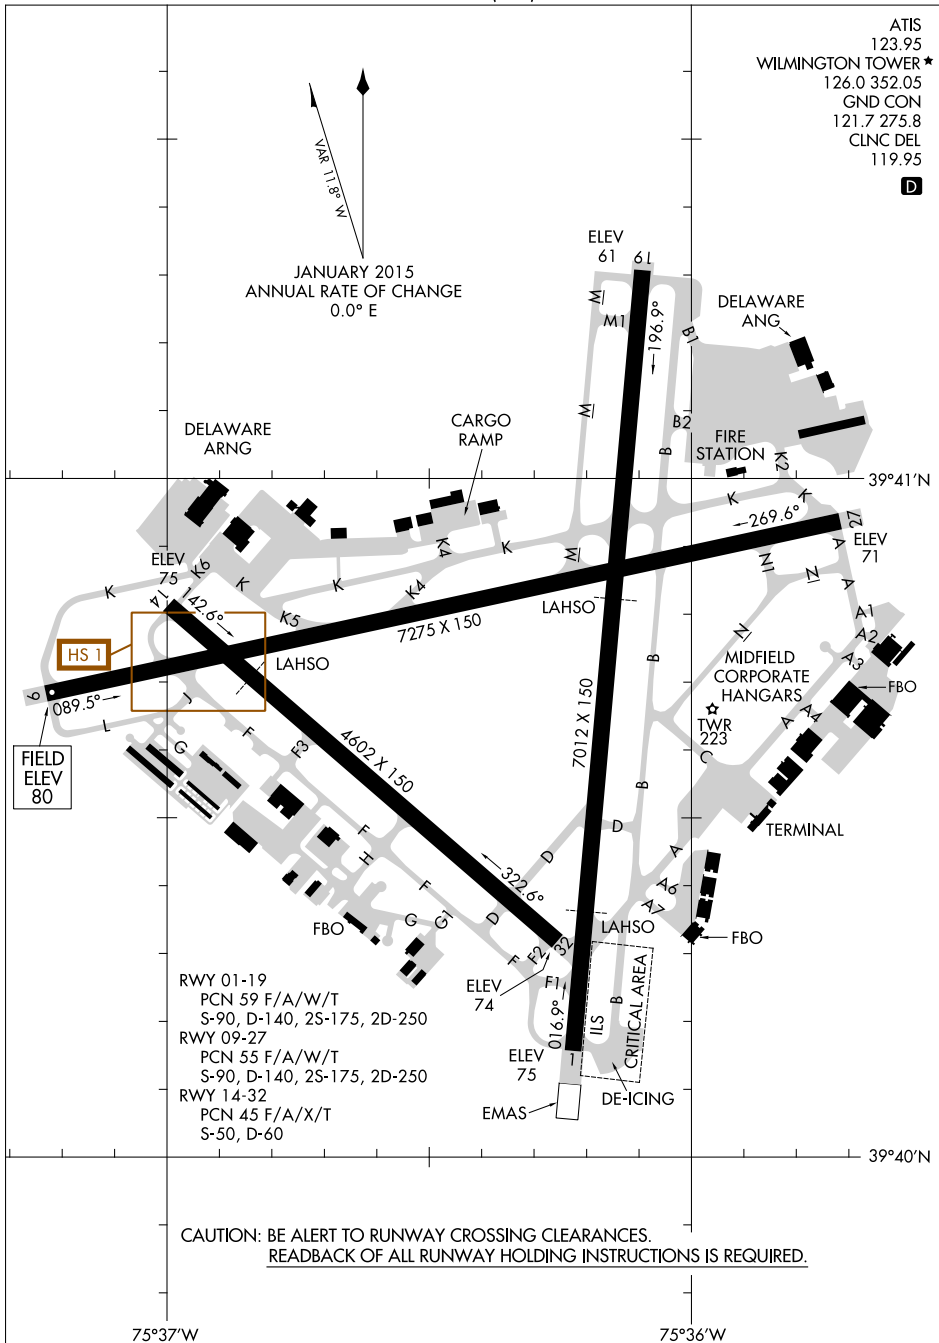 ATIS
123.95
WILMINGTON TOWER ★
126.0 352.05
GND CON
121.7 275.8
CLNC DEL
119.95
D
VAR 11.8° W
JANUARY 2015
ANNUAL RATE OF CHANGE
0.0° E
ELEV
61
19
M
M1
196.9°
B1
DELAWARE
ANG
M
B2
B
FIRE
STATION
K2
K
K
39°41'N
DELAWARE
ARNG
CARGO
RAMP
269.6°
27
ELEV
71
A
K4
K
M
ELEV
75
K6
K
K
K
K4
N1
N
A
14
142.6°
K5
LAHSO
7275 X 150
A1
A2
A3
N
HS 1
LAHSO
B
MIDFIELD
CORPORATE
HANGARS
FBO
9
089.5°
L
J
F
G
F3
4602 X 150
7012 X 150
TWR
223
A
A4
C
FIELD
ELEV
80
B
F
H
D
D
TERMINAL
A
322.6°
F
G
G1
D
A6
A7
FBO
LAHSO
FBO
F
F2
32
ELEV
74
F1
016.9°
ILS
CRITICAL AREA
B
RWY 01-19
PCN 59 F/A/W/T
S-90, D-140, 2S-175, 2D-250
RWY 09-27
PCN 55 F/A/W/T
S-90, D-140, 2S-175, 2D-250
RWY 14-32
PCN 45 F/A/X/T
S-50, D-60
ELEV
75
1
DE-ICING
EMAS
39°40'N
CAUTION: BE ALERT TO RUNWAY CROSSING CLEARANCES.
READBACK OF ALL RUNWAY HOLDING INSTRUCTIONS IS REQUIRED.
75°37'W
75°36'W